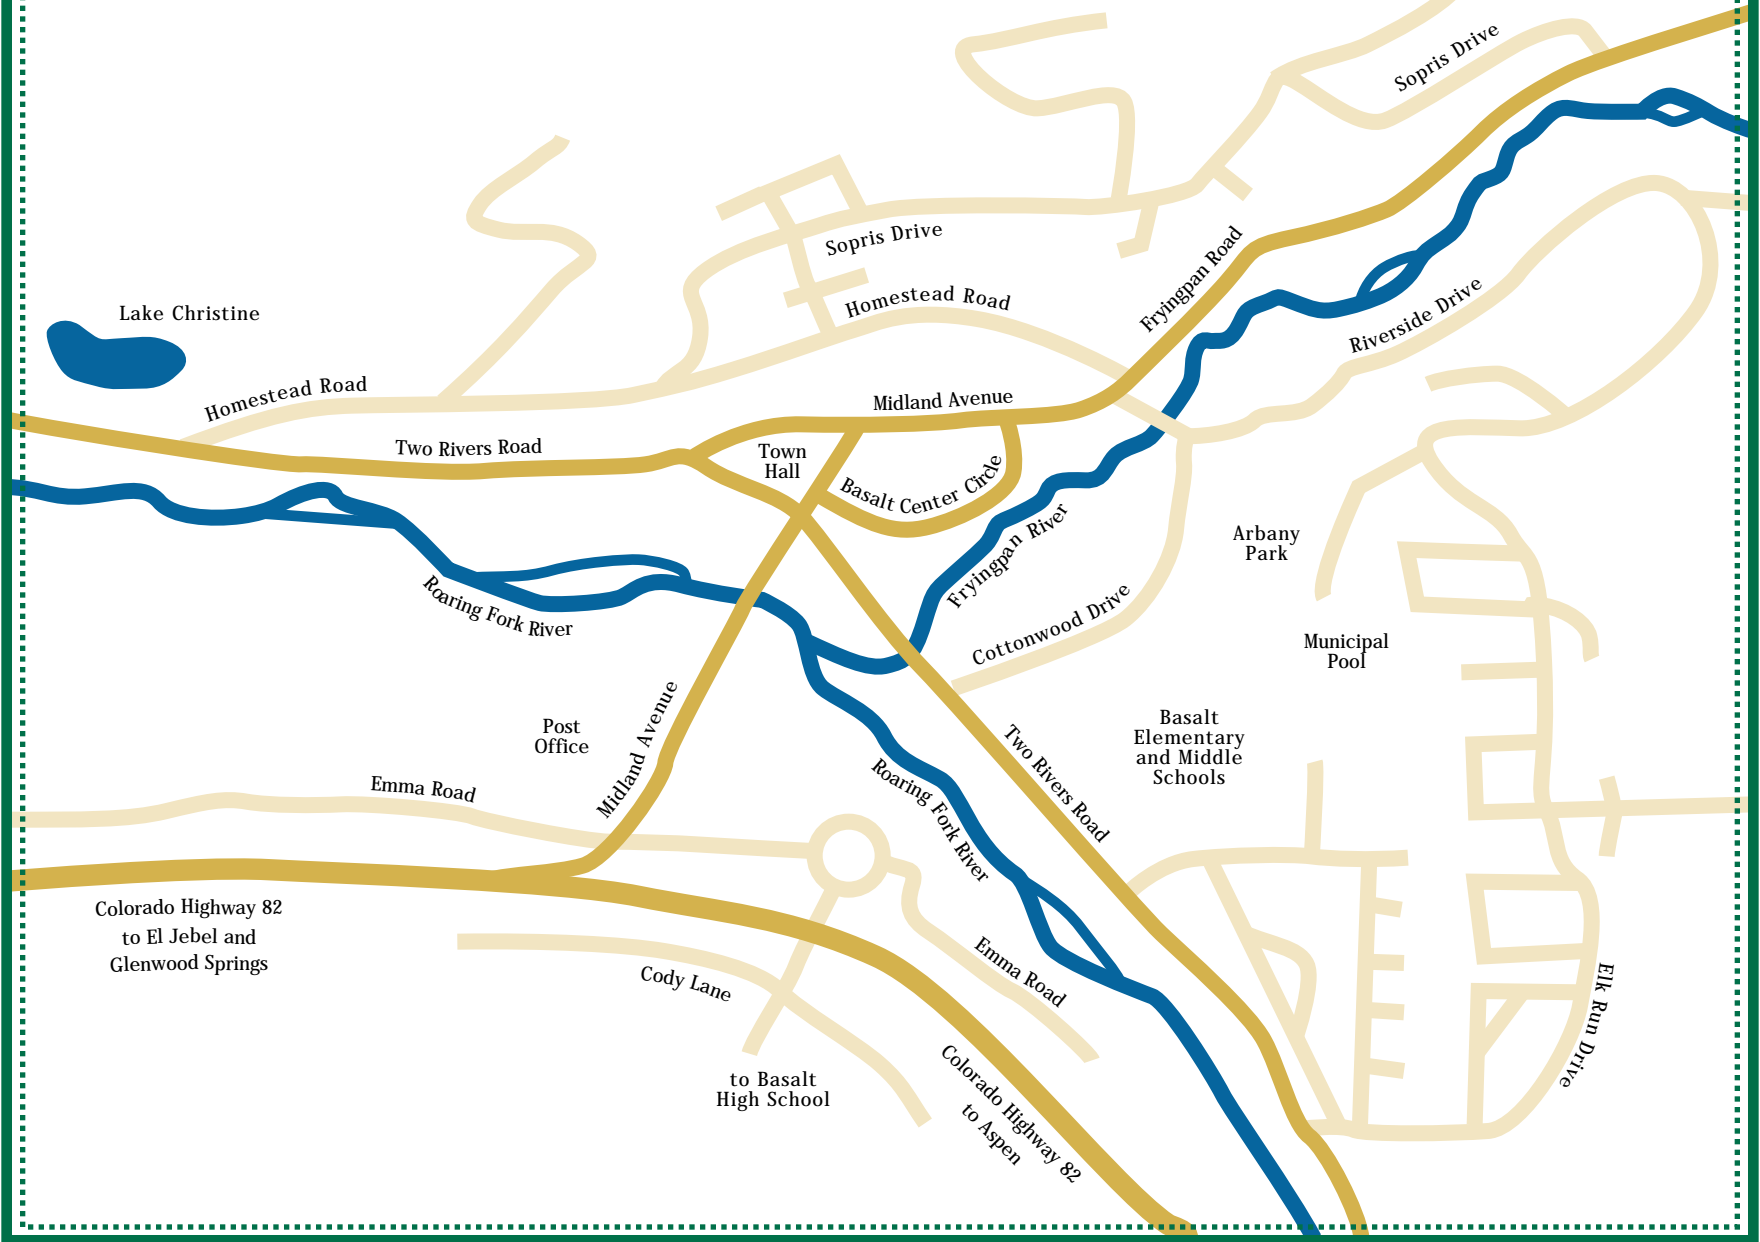 Sopris Drive
Sopris Drive
Fryingpan Road
Homestead Road
Riverside Drive
Lake Christine
Homestead Road
Midland Avenue
Two Rivers Road
Town
Hall
Basalt Center Circle
Fryingpan River
Arbany
Park
Roaring Fork River
Cottonwood Drive
Municipal
Pool
Post
Office
Midland Avenue
Basalt
Elementary
and Middle
Schools
Two Rivers Road
Emma Road
Roaring Fork River
Colorado Highway 82
to El Jebel and
Glenwood Springs
Cody Lane
Emma Road
Elk Run Drive
to Basalt
High School
Colorado Highway 82
to Aspen